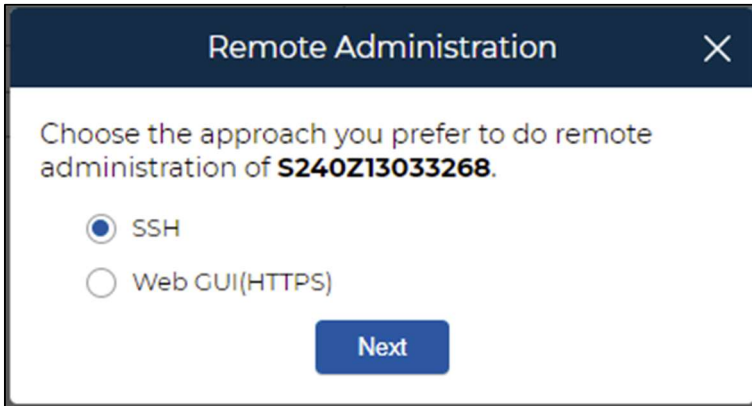 Remote Administration
Choose the approach you prefer to do remote
administration of S240Z13033268.
SSH
Web GUI(HTTPS)
Next